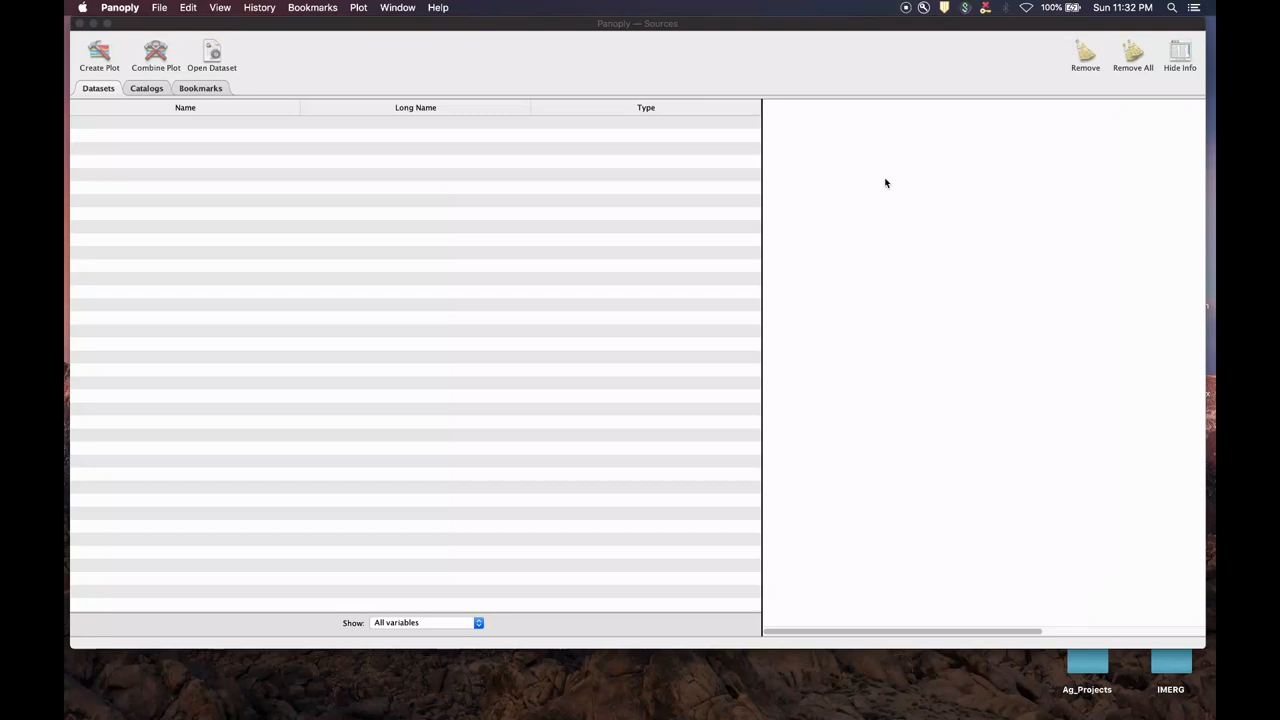 Panoply File Edit View History Bookmarks Plot Window Help 100% Sun 11:32 PM
Panoply — Sources
Create Plot Combine Plot Open Dataset Remove Remove All Hide Info
Datasets Catalogs Bookmarks
Name Long Name Type
Show: All variables
Ag_Projects IMERG